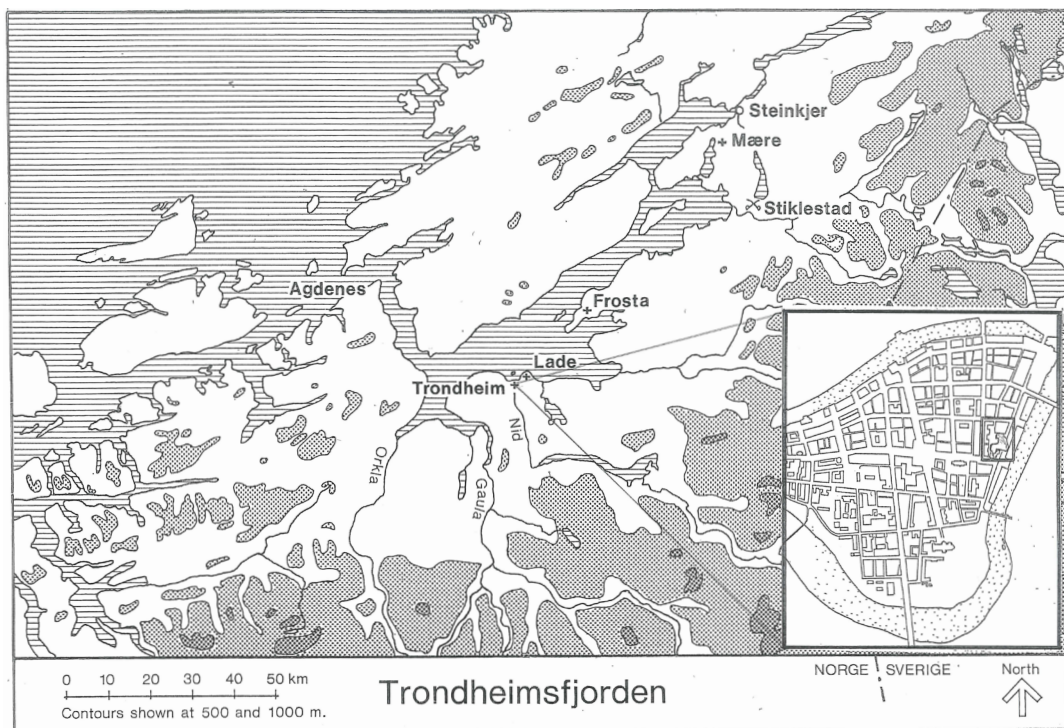 Steinkjer
Mære
Stiklestad
Agdenes
Frosta
Lade
Trondheim
Nid
Orkla
Gaula
0 10 20 30 40 50 km
Contours shown at 500 and 1000 m.
Trondheimsfjorden
NORGE SVERIGE
North